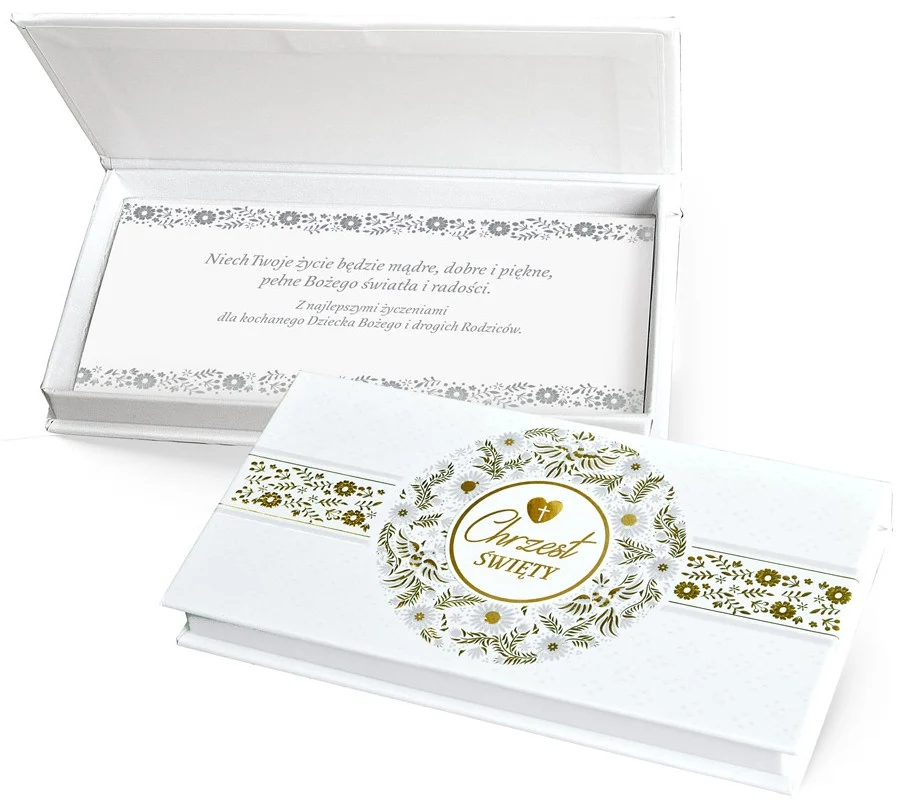 Niech Twoje życie będzie mądre, dobre i piękne,
pełne Bożego światła i radości.
Z najlepszymi życzeniami
dla kochanego Dziecka Bożego i drogich Rodziców.
Chrzest
ŚWIĘTY